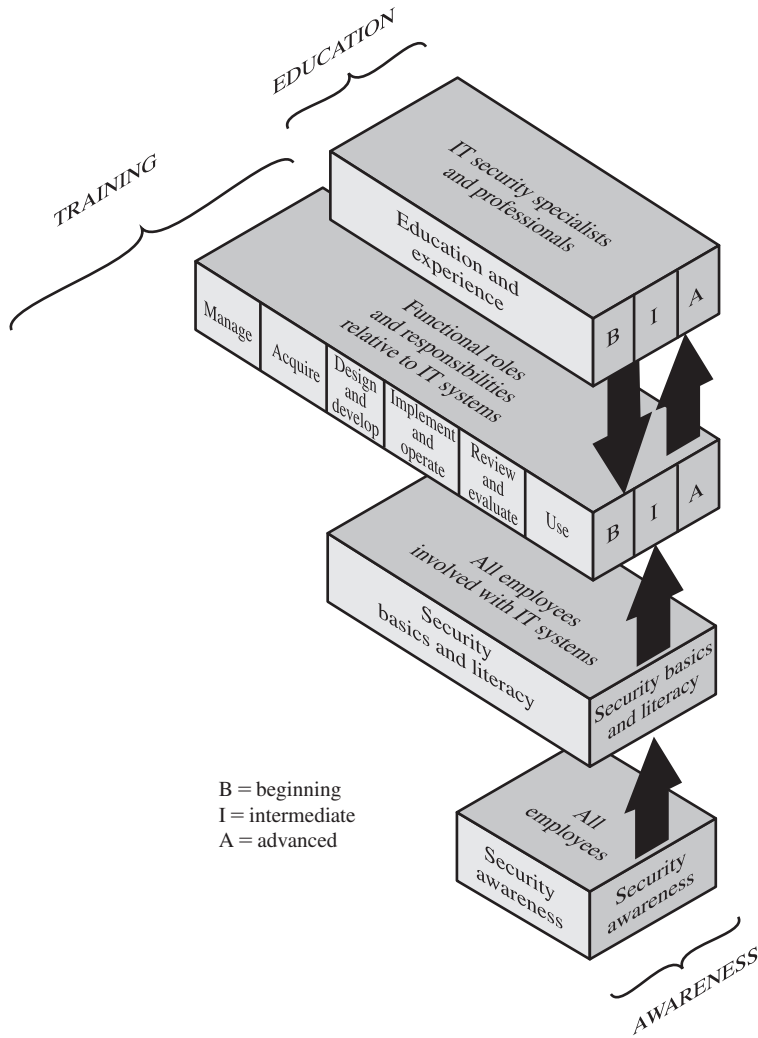 EDUCATION
TRAINING
IT security specialists
and professionals
Education and
experience
B
I
A
Functional roles
and responsibilities
relative to IT systems
Manage
Acquire
Design
and
develop
Implement
and
operate
Review
and
evaluate
Use
B
I
A
All employees
involved with IT systems
Security
basics and literacy
Security basics
and literacy
B = beginning
I = intermediate
A = advanced
All
employees
Security
awareness
Security
awareness
AWARENESS